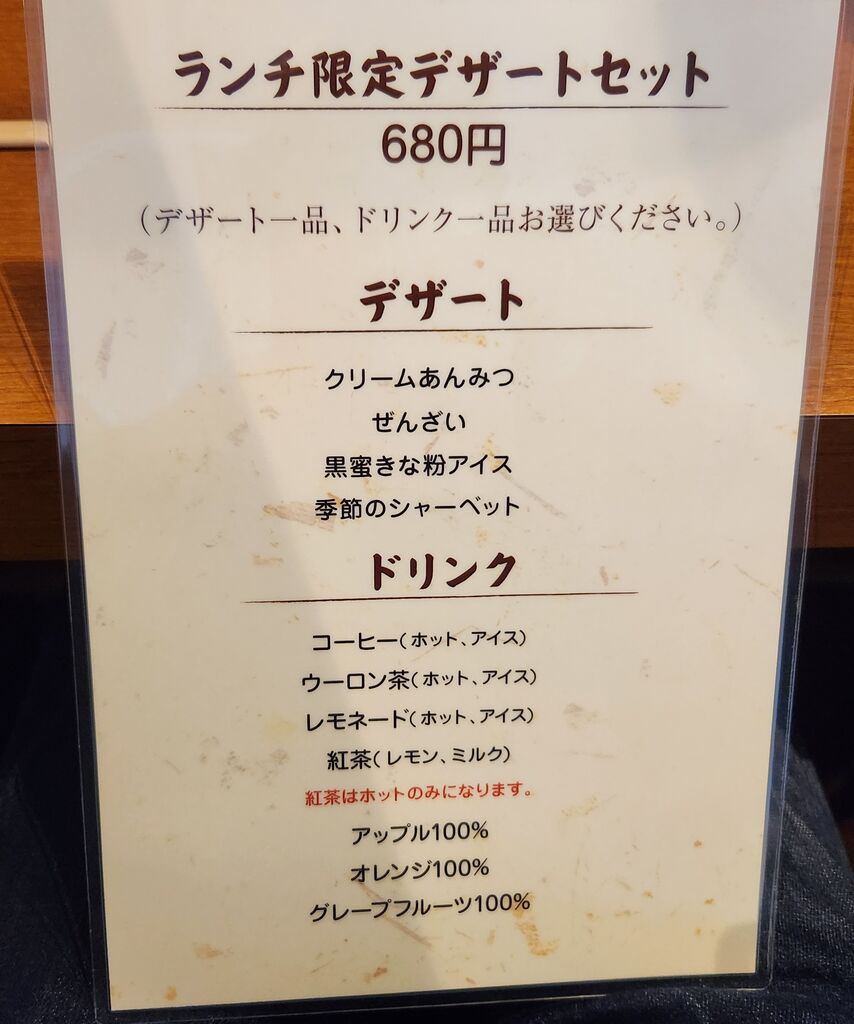 ランチ限定デザートセット
680円
（デザート一品、ドリンク一品お選びください。）
デザート
クリームあんみつ
ぜんざい
黒蜜きな粉アイス
季節のシャーベット
ドリンク
コーヒー（ホット、アイス）
ウーロン茶（ホット、アイス）
レモネード（ホット、アイス）
紅茶（レモン、ミルク）
紅茶はホットのみになります。
アップル100%
オレンジ100%
グレープフルーツ100%